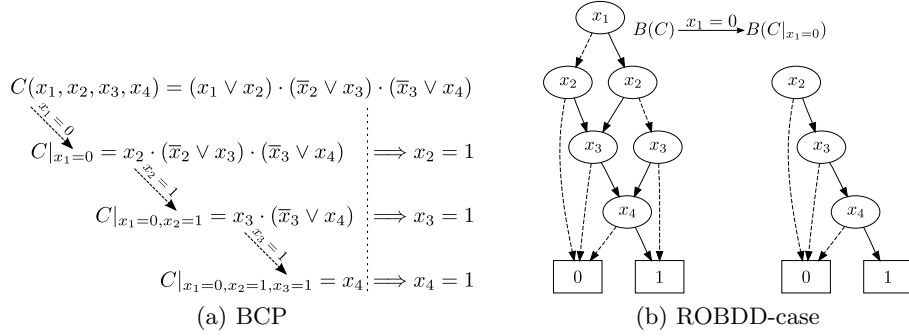 C(x₁, x₂, x₃, x₄) = (x₁ ∨ x₂) · (x̅₂ ∨ x₃) · (x̅₃ ∨ x₄)
x₁ = 0
C|ₓ₁₌₀ = x₂ · (x̅₂ ∨ x₃) · (x̅₃ ∨ x₄) ⟹ x₂ = 1
x₂ = 1
C|ₓ₁₌₀,ₓ₂₌₁ = x₃ · (x̅₃ ∨ x₄) ⟹ x₃ = 1
x₃ = 1
C|ₓ₁₌₀,ₓ₂₌₁,ₓ₃₌₁ = x₄ ⟹ x₄ = 1
(a) BCP
x₁
B(C) x₁ = 0 B(C|ₓ₁₌₀)
x₂ x₂ x₂
x₃ x₃ x₃
x₄ x₄
0 1 0 1
(b) ROBDD-case